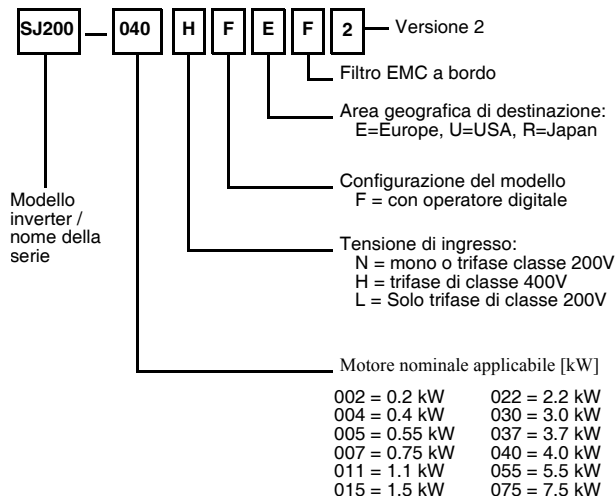 SJ200 — 040 H F E F 2 Versione 2
Filtro EMC a bordo
Area geografica di destinazione:
E=Europe, U=USA, R=Japan
Configurazione del modello
F = con operatore digitale
Modello
inverter /
nome della
serie
Tensione di ingresso:
N = mono o trifase classe 200V
H = trifase di classe 400V
L = Solo trifase di classe 200V
Motore nominale applicabile [kW]
002 = 0.2 kW 022 = 2.2 kW
004 = 0.4 kW 030 = 3.0 kW
005 = 0.55 kW 037 = 3.7 kW
007 = 0.75 kW 040 = 4.0 kW
011 = 1.1 kW 055 = 5.5 kW
015 = 1.5 kW 075 = 7.5 kW